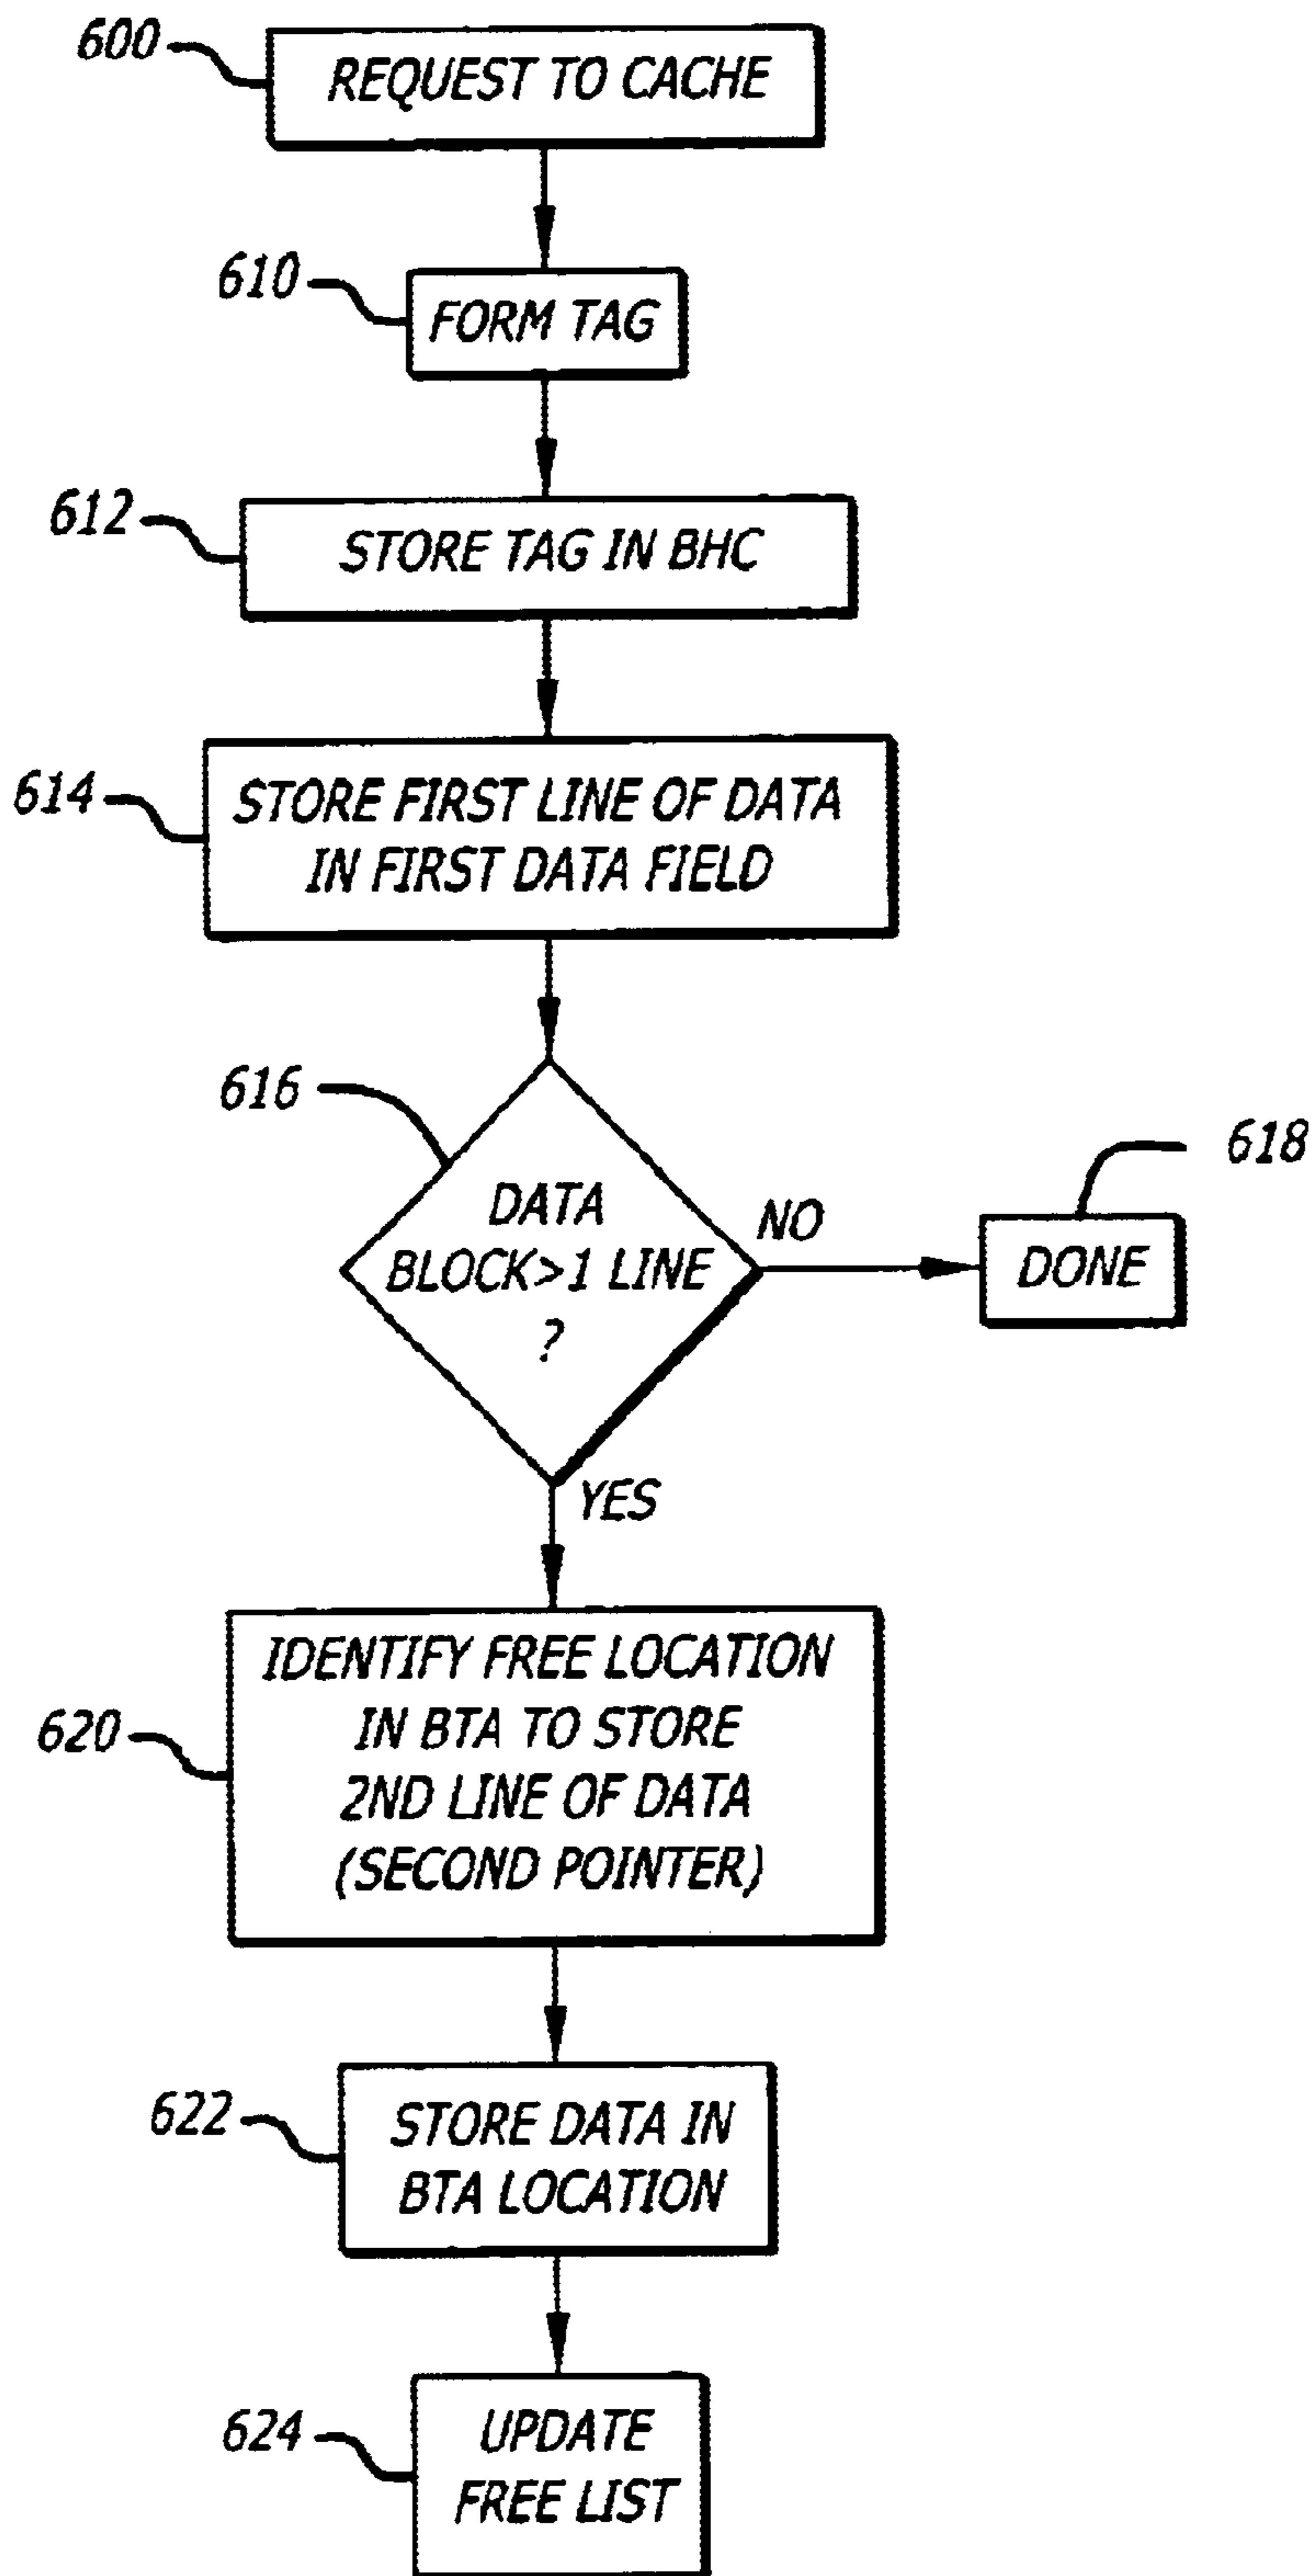 600
REQUEST TO CACHE
610
FORM TAG
612
STORE TAG IN BHC
614
STORE FIRST LINE OF DATA
IN FIRST DATA FIELD
616
DATA
BLOCK>1 LINE
?
NO
618
DONE
YES
620
IDENTIFY FREE LOCATION
IN BTA TO STORE
2ND LINE OF DATA
(SECOND POINTER)
622
STORE DATA IN
BTA LOCATION
624
UPDATE
FREE LIST